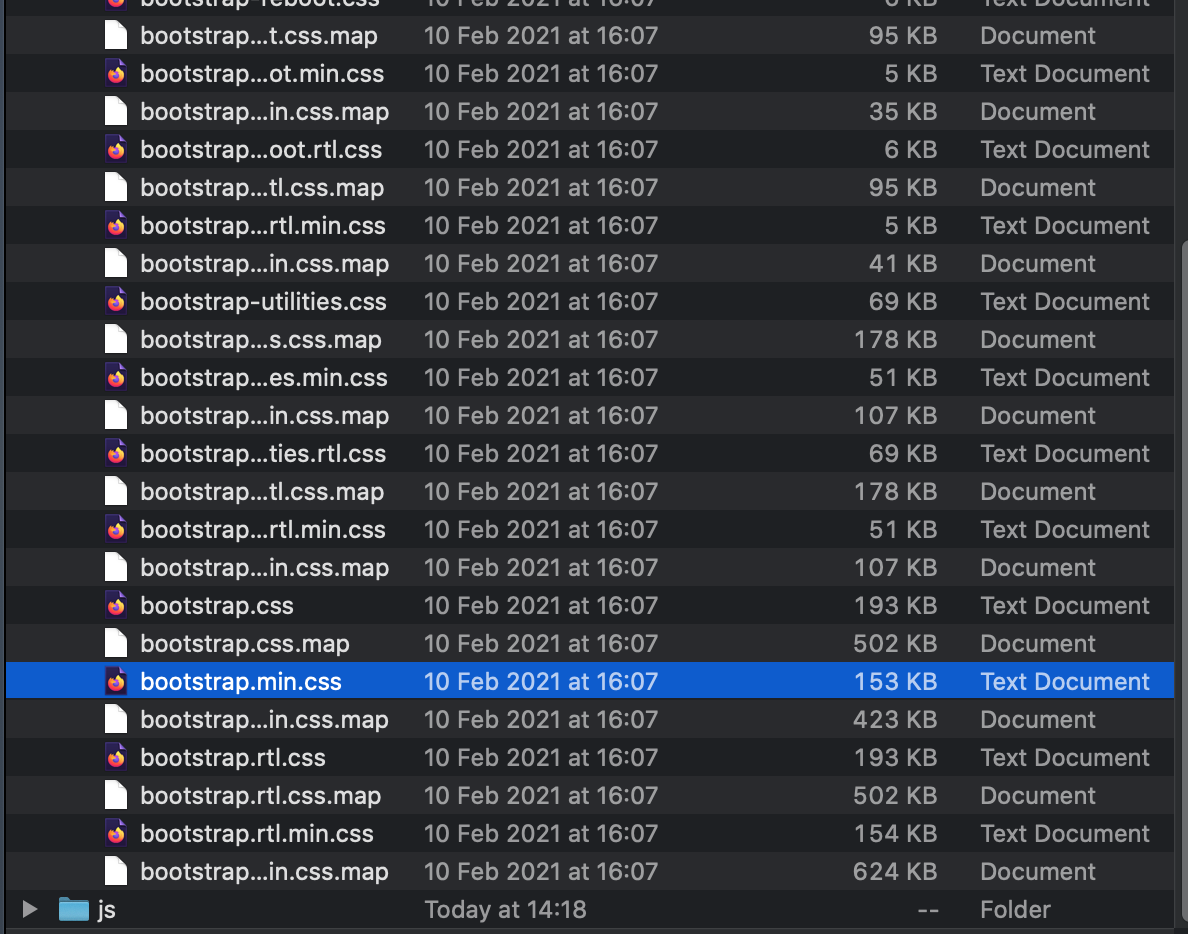 bootstrap-reboot.css 10 Feb 2021 at 16:07 6 KB Text Document
bootstrap...t.css.map 10 Feb 2021 at 16:07 95 KB Document
bootstrap...ot.min.css 10 Feb 2021 at 16:07 5 KB Text Document
bootstrap...in.css.map 10 Feb 2021 at 16:07 35 KB Document
bootstrap...oot.rtl.css 10 Feb 2021 at 16:07 6 KB Text Document
bootstrap...tl.css.map 10 Feb 2021 at 16:07 95 KB Document
bootstrap...rtl.min.css 10 Feb 2021 at 16:07 5 KB Text Document
bootstrap...in.css.map 10 Feb 2021 at 16:07 41 KB Document
bootstrap-utilities.css 10 Feb 2021 at 16:07 69 KB Text Document
bootstrap...s.css.map 10 Feb 2021 at 16:07 178 KB Document
bootstrap...es.min.css 10 Feb 2021 at 16:07 51 KB Text Document
bootstrap...in.css.map 10 Feb 2021 at 16:07 107 KB Document
bootstrap...ties.rtl.css 10 Feb 2021 at 16:07 69 KB Text Document
bootstrap...tl.css.map 10 Feb 2021 at 16:07 178 KB Document
bootstrap...rtl.min.css 10 Feb 2021 at 16:07 51 KB Text Document
bootstrap...in.css.map 10 Feb 2021 at 16:07 107 KB Document
bootstrap.css 10 Feb 2021 at 16:07 193 KB Text Document
bootstrap.css.map 10 Feb 2021 at 16:07 502 KB Document
bootstrap.min.css 10 Feb 2021 at 16:07 153 KB Text Document
bootstrap...in.css.map 10 Feb 2021 at 16:07 423 KB Document
bootstrap.rtl.css 10 Feb 2021 at 16:07 193 KB Text Document
bootstrap.rtl.css.map 10 Feb 2021 at 16:07 502 KB Document
bootstrap.rtl.min.css 10 Feb 2021 at 16:07 154 KB Text Document
bootstrap...in.css.map 10 Feb 2021 at 16:07 624 KB Document
js Today at 14:18 -- Folder